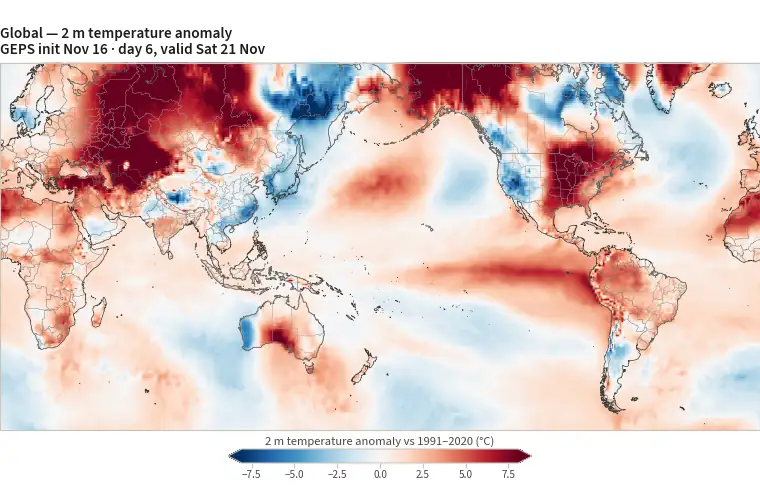 Global — 2 m temperature anomaly
GEPS init Nov 16 · day 6, valid Sat 21 Nov
2 m temperature anomaly vs 1991–2020 (°C)
−7.5 −5.0 −2.5 0.0 2.5 5.0 7.5